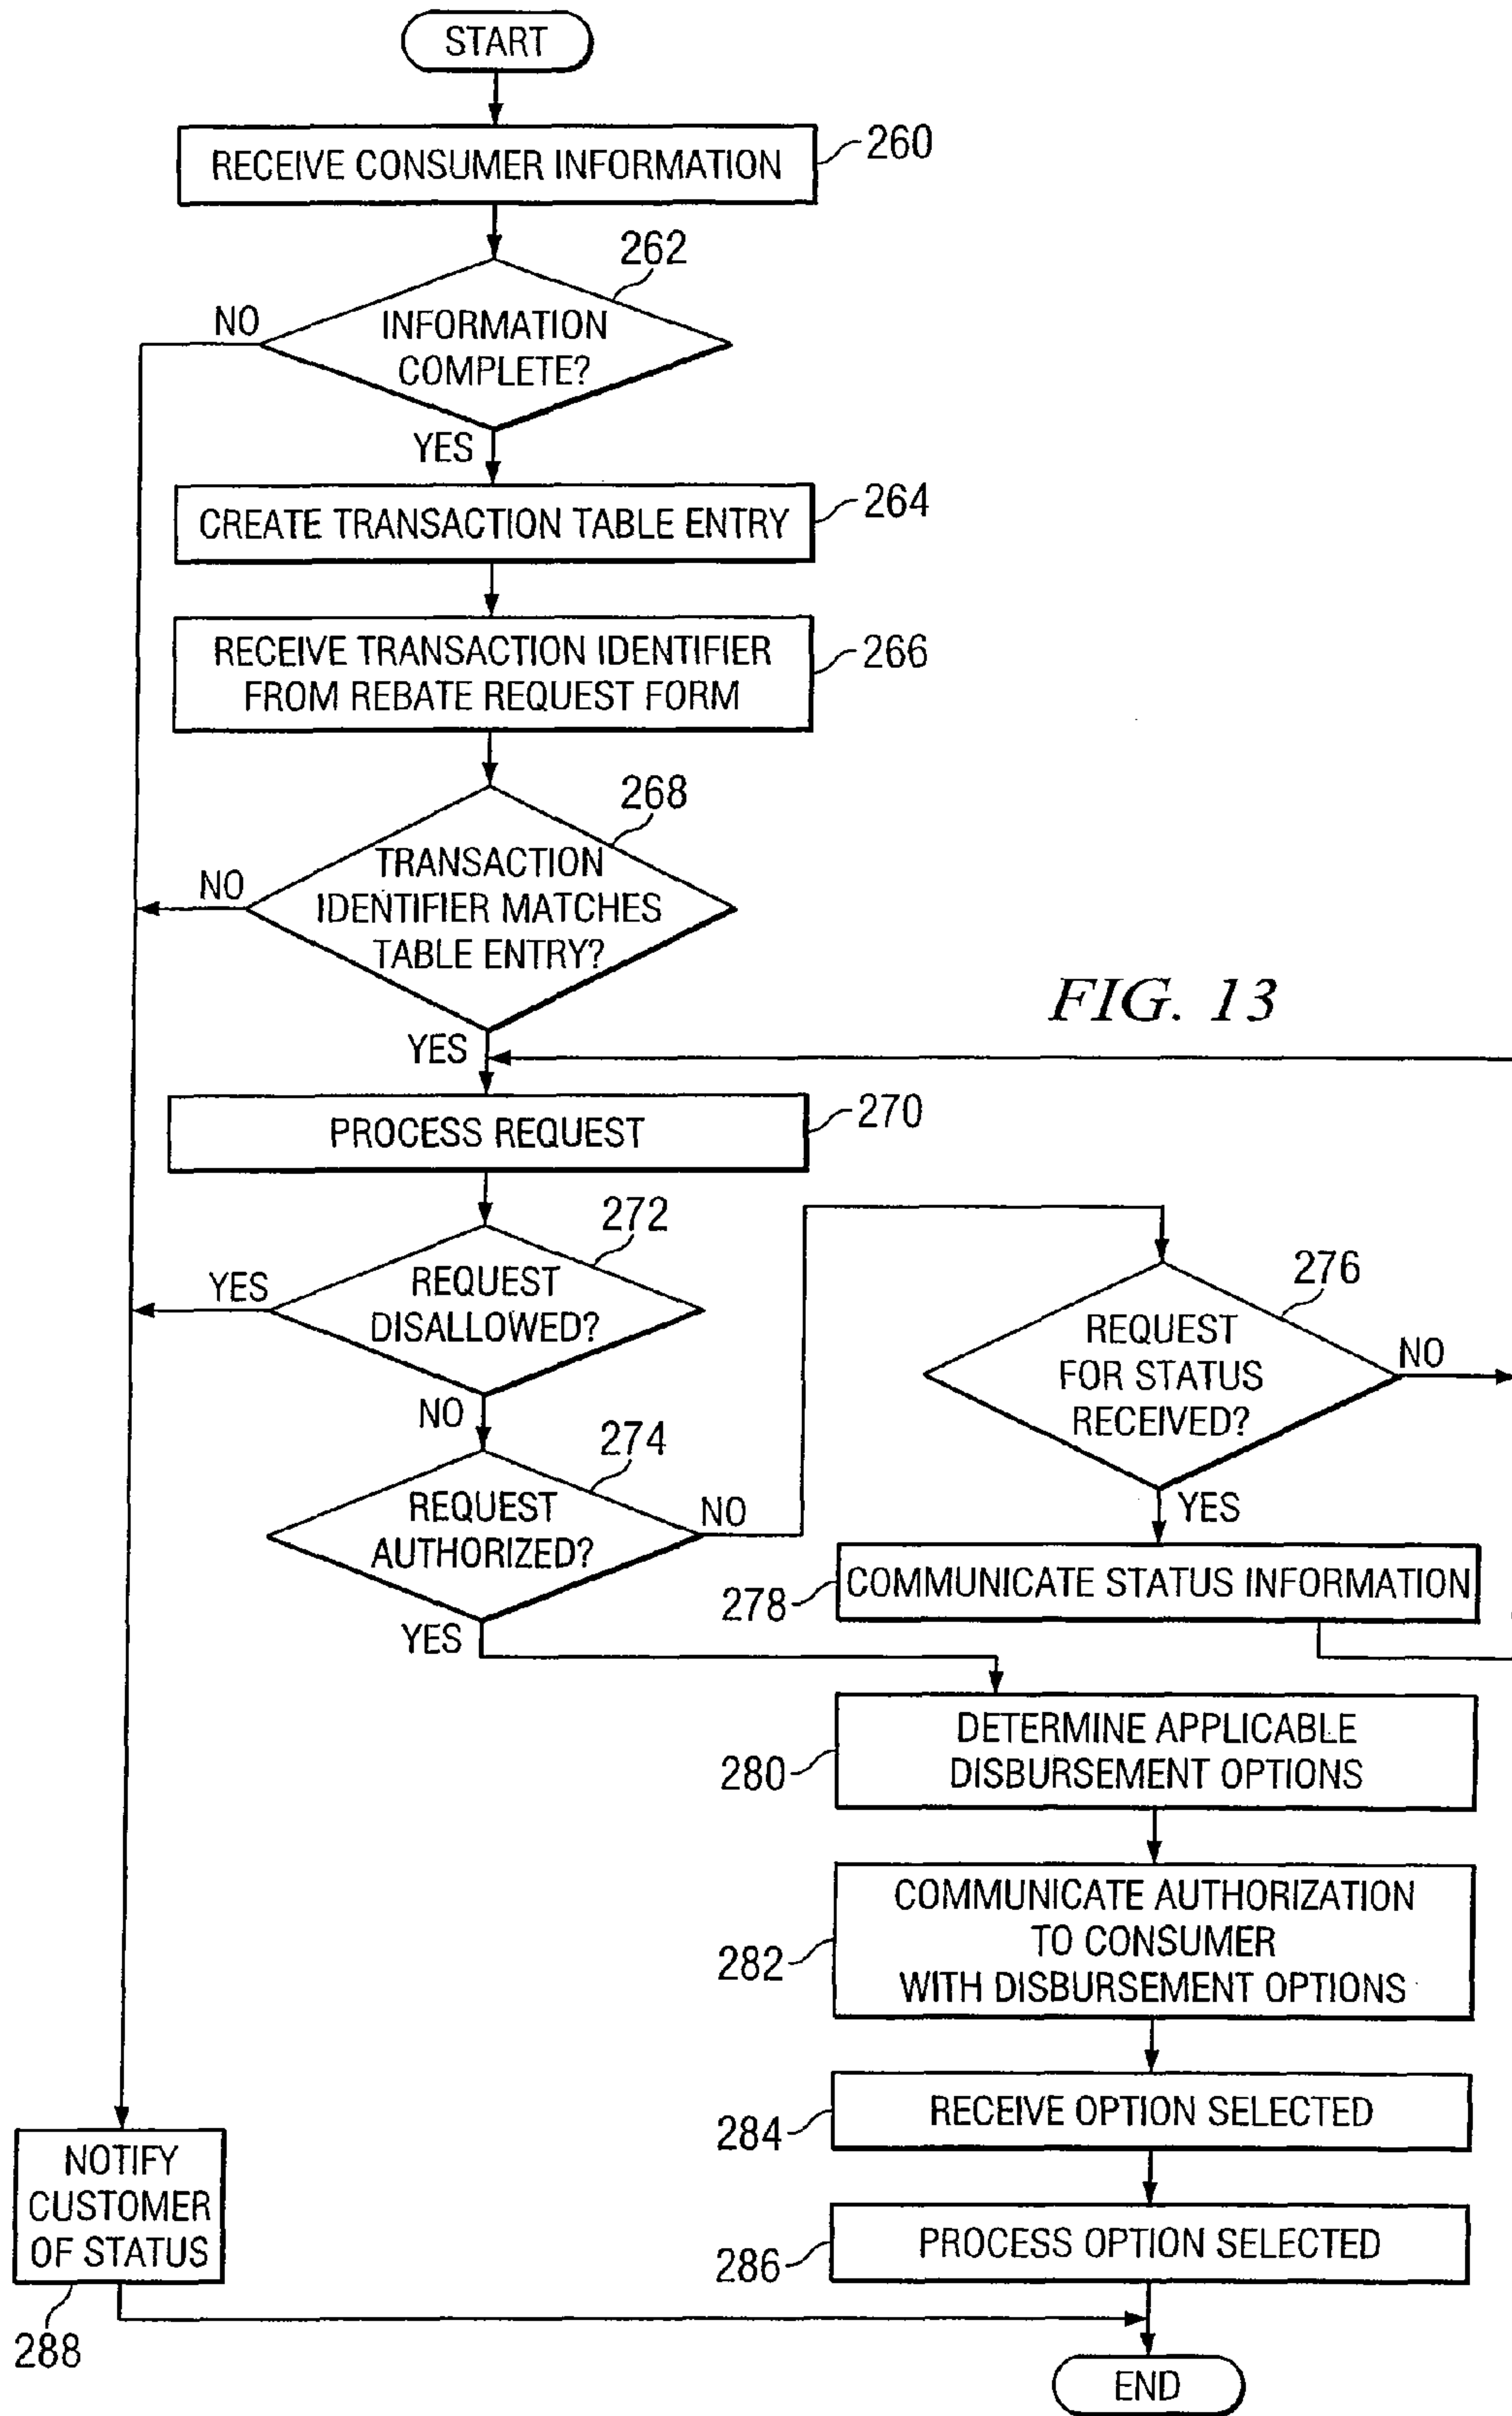 START
RECEIVE CONSUMER INFORMATION
260
262
INFORMATION
COMPLETE?
NO
YES
CREATE TRANSACTION TABLE ENTRY
264
RECEIVE TRANSACTION IDENTIFIER
FROM REBATE REQUEST FORM
266
268
TRANSACTION
IDENTIFIER MATCHES
TABLE ENTRY?
NO
YES
FIG. 13
PROCESS REQUEST
270
272
REQUEST
DISALLOWED?
YES
NO
274
REQUEST
AUTHORIZED?
NO
YES
276
REQUEST
FOR STATUS
RECEIVED?
NO
YES
COMMUNICATE STATUS INFORMATION
278
DETERMINE APPLICABLE
DISBURSEMENT OPTIONS
280
COMMUNICATE AUTHORIZATION
TO CONSUMER
WITH DISBURSEMENT OPTIONS
282
RECEIVE OPTION SELECTED
284
PROCESS OPTION SELECTED
286
NOTIFY
CUSTOMER
OF STATUS
288
END